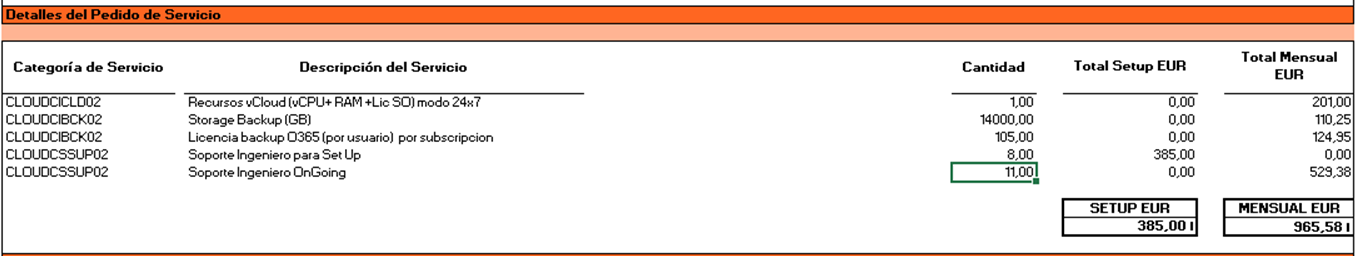 Detalles del Pedido de Servicio
Categoría de Servicio Descripción del Servicio Cantidad Total Setup EUR Total Mensual EUR
CLOUDCICLD02 Recursos vCloud (vCPU+ RAM +Lic SO) modo 24x7 1,00 0,00 201,00
CLOUDCIBCK02 Storage Backup (GB) 14000,00 0,00 110,25
CLOUDCIBCK02 Licencia backup O365 (por usuario) por subscripcion 105,00 0,00 124,95
CLOUDCSSUP02 Soporte Ingeniero para Set Up 8,00 385,00 0,00
CLOUDCSSUP02 Soporte Ingeniero OnGoing 11,00 0,00 529,38
SETUP EUR MENSUAL EUR
385,00 965,58